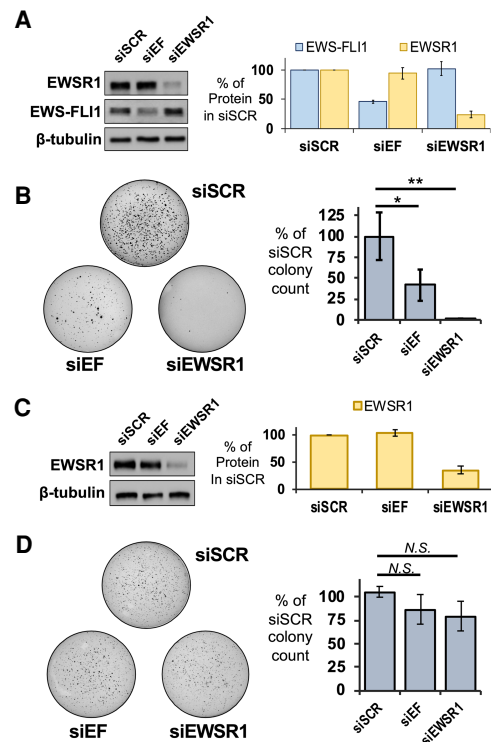 A
siSCR
siEF
siEWSR1
EWSR1
EWS-FLI1
β-tubulin
EWS-FLI1 EWSR1
% of
Protein
in siSCR
100
50
0
siSCR siEF siEWSR1
B
siSCR
siEF siEWSR1
% of
siSCR
colony
count
**
*
125
100
75
50
25
0
siSCR
siEF
siEWSR1
C
siSCR
siEF
siEWSR1
EWSR1
β-tubulin
EWSR1
% of
Protein
In siSCR
100
50
0
siSCR siEF siEWSR1
D
siSCR
siEF siEWSR1
% of
siSCR
colony
count
N.S.
N.S.
100
75
50
25
0
siSCR
siEF
siEWSR1